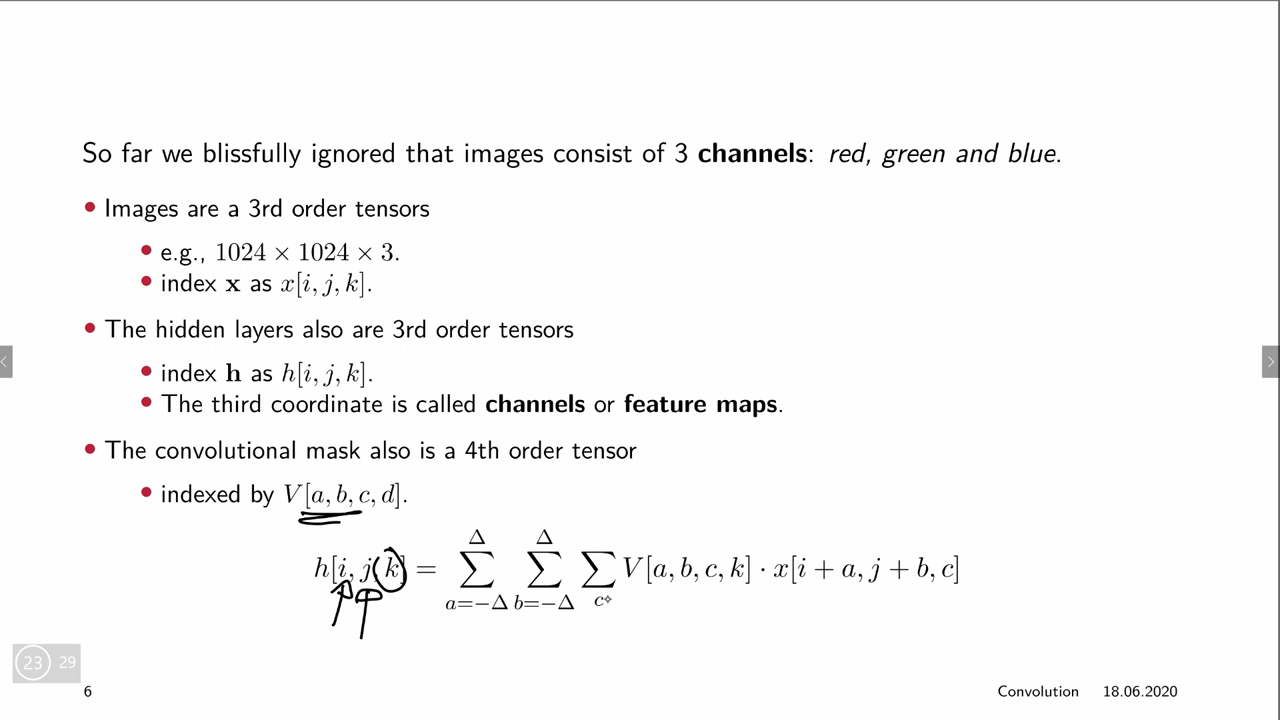 So far we blissfully ignored that images consist of 3 channels: red, green and blue.
• Images are a 3rd order tensors
• e.g., 1024 × 1024 × 3.
• index x as x[i, j, k].
• The hidden layers also are 3rd order tensors
• index h as h[i, j, k].
• The third coordinate is called channels or feature maps.
• The convolutional mask also is a 4th order tensor
• indexed by V[a, b, c, d].
h[i, j, k] = ∑_{a=−Δ}^{Δ} ∑_{b=−Δ}^{Δ} ∑_{c} V[a, b, c, k] · x[i + a, j + b, c]
23 29
6 Convolution 18.06.2020